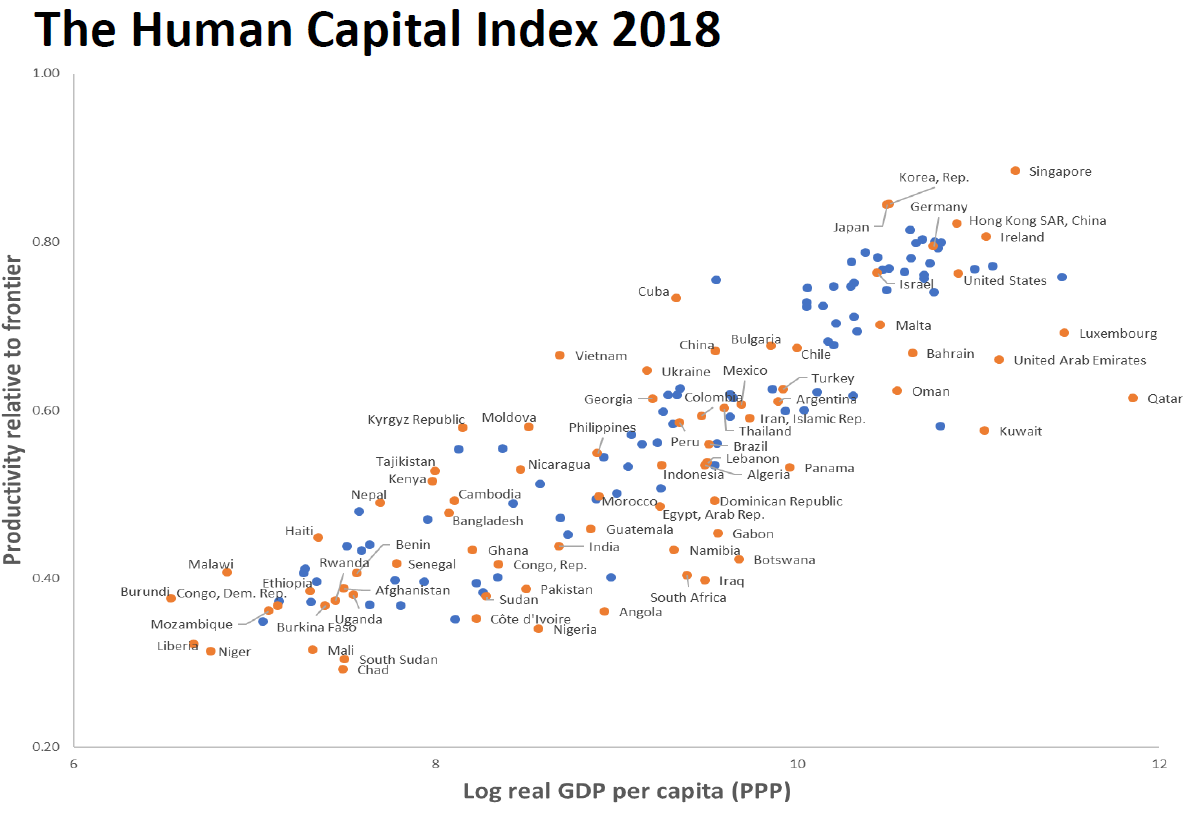 The Human Capital Index 2018
1.00
Singapore
Korea, Rep.
Germany
Hong Kong SAR, China
Japan
Ireland
0.80
Israel
United States
Cuba
Malta
Luxembourg
China
Bulgaria
Chile
Bahrain
Vietnam
United Arab Emirates
Ukraine
Mexico
Turkey
Oman
Georgia
Colombia
Argentina
Qatar
0.60
Kyrgyz Republic
Moldova
Iran, Islamic Rep.
Philippines
Thailand
Kuwait
Peru
Brazil
Tajikistan
Nicaragua
Lebanon
Kenya
Indonesia
Algeria
Panama
Nepal
Cambodia
Morocco
Dominican Republic
Bangladesh
Egypt, Arab Rep.
Haiti
Guatemala
Gabon
Benin
Ghana
India
Namibia
Malawi
Rwanda
Senegal
Congo, Rep.
Botswana
0.40
Ethiopia
Iraq
Burundi
Congo, Dem. Rep.
Afghanistan
Sudan
Pakistan
South Africa
Mozambique
Burkina Faso
Uganda
Côte d'Ivoire
Angola
Nigeria
Liberia
Niger
Mali
South Sudan
Chad
0.20
6
8
10
12
Productivity relative to frontier
Log real GDP per capita (PPP)